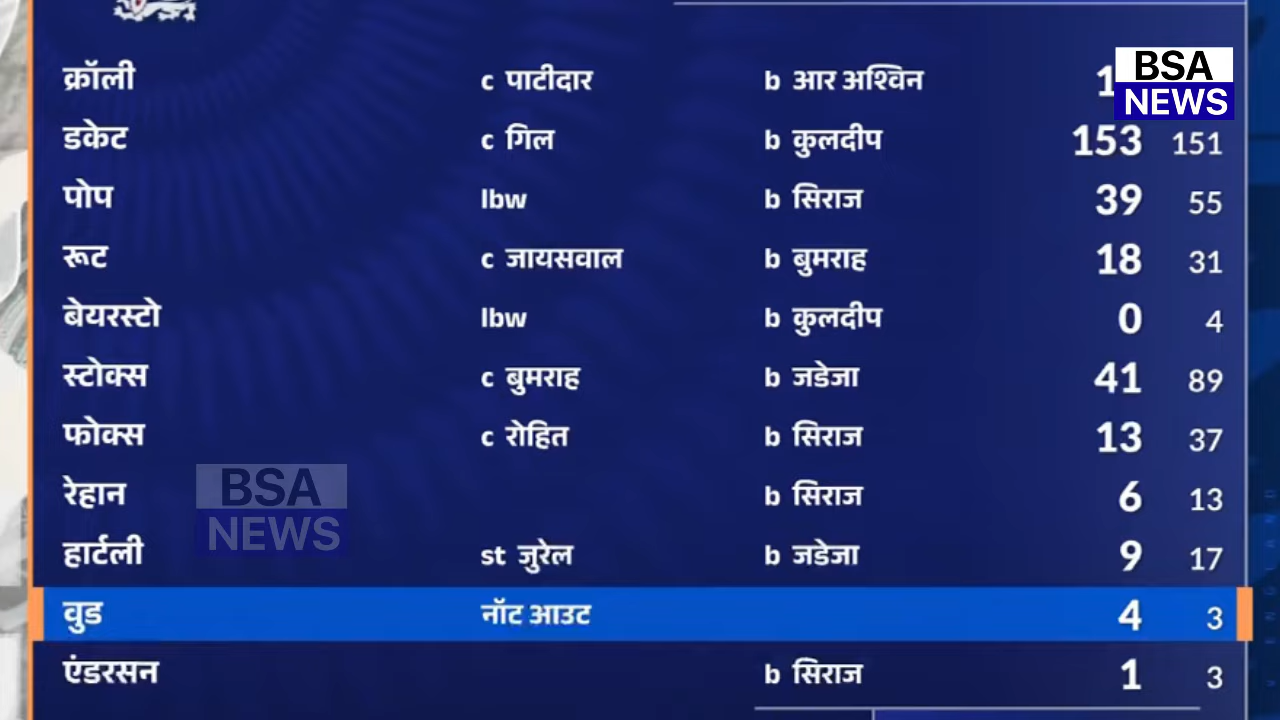 BSA
NEWS
क्रॉली c पाटीदार b आर अश्विन
डकेट c गिल b कुलदीप 153 151
पोप lbw b सिराज 39 55
रूट c जायसवाल b बुमराह 18 31
बेयरस्टो lbw b कुलदीप 0 4
स्टोक्स c बुमराह b जडेजा 41 89
फोक्स c रोहित b सिराज 13 37
रेहान b सिराज 6 13
BSA
NEWS
हार्टली st जुरेल b जडेजा 9 17
वुड नॉट आउट 4 3
एंडरसन b सिराज 1 3